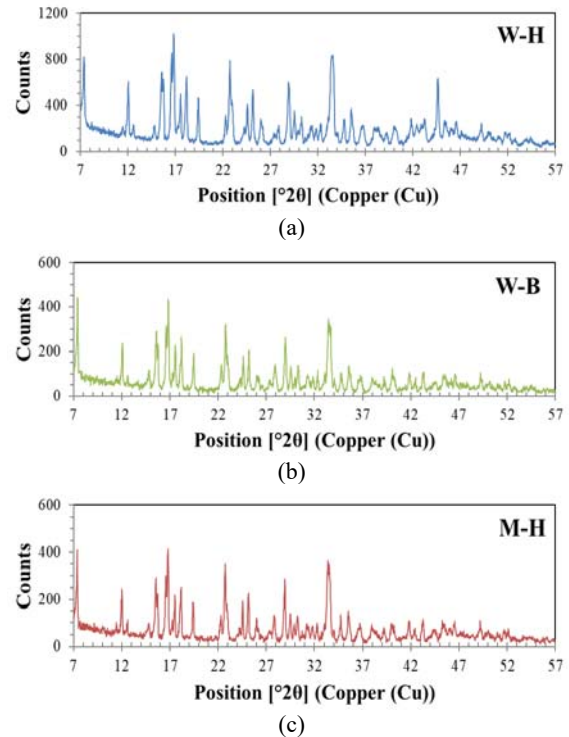 1200
W-H
800
Counts
400
0
7 12 17 22 27 32 37 42 47 52 57
Position [°2θ] (Copper (Cu))
(a)
600
W-B
400
Counts
200
0
7 12 17 22 27 32 37 42 47 52 57
Position [°2θ] (Copper (Cu))
(b)
600
M-H
400
Counts
200
0
7 12 17 22 27 32 37 42 47 52 57
Position [°2θ] (Copper (Cu))
(c)